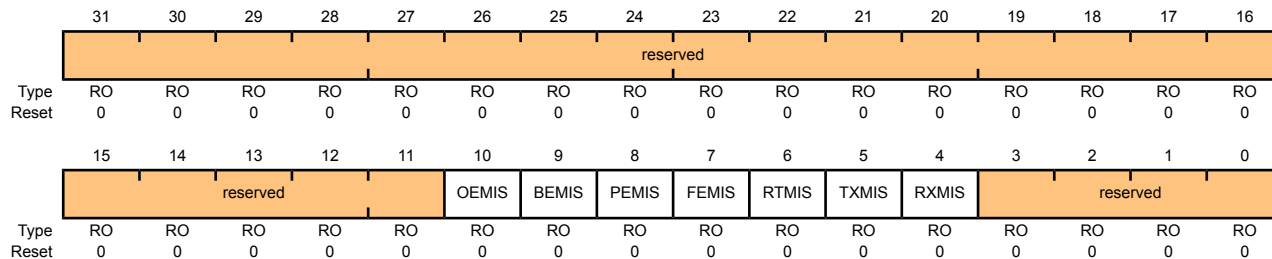 31 30 29 28 27 26 25 24 23 22 21 20 19 18 17 16
reserved
Type RO RO RO RO RO RO RO RO RO RO RO RO RO RO RO RO
Reset 0 0 0 0 0 0 0 0 0 0 0 0 0 0 0 0
15 14 13 12 11 10 9 8 7 6 5 4 3 2 1 0
reserved OEMIS BEMIS PEMIS FEMIS RTMIS TXMIS RXMIS reserved
Type RO RO RO RO RO RO RO RO RO RO RO RO RO RO RO RO
Reset 0 0 0 0 0 0 0 0 0 0 0 0 0 0 0 0